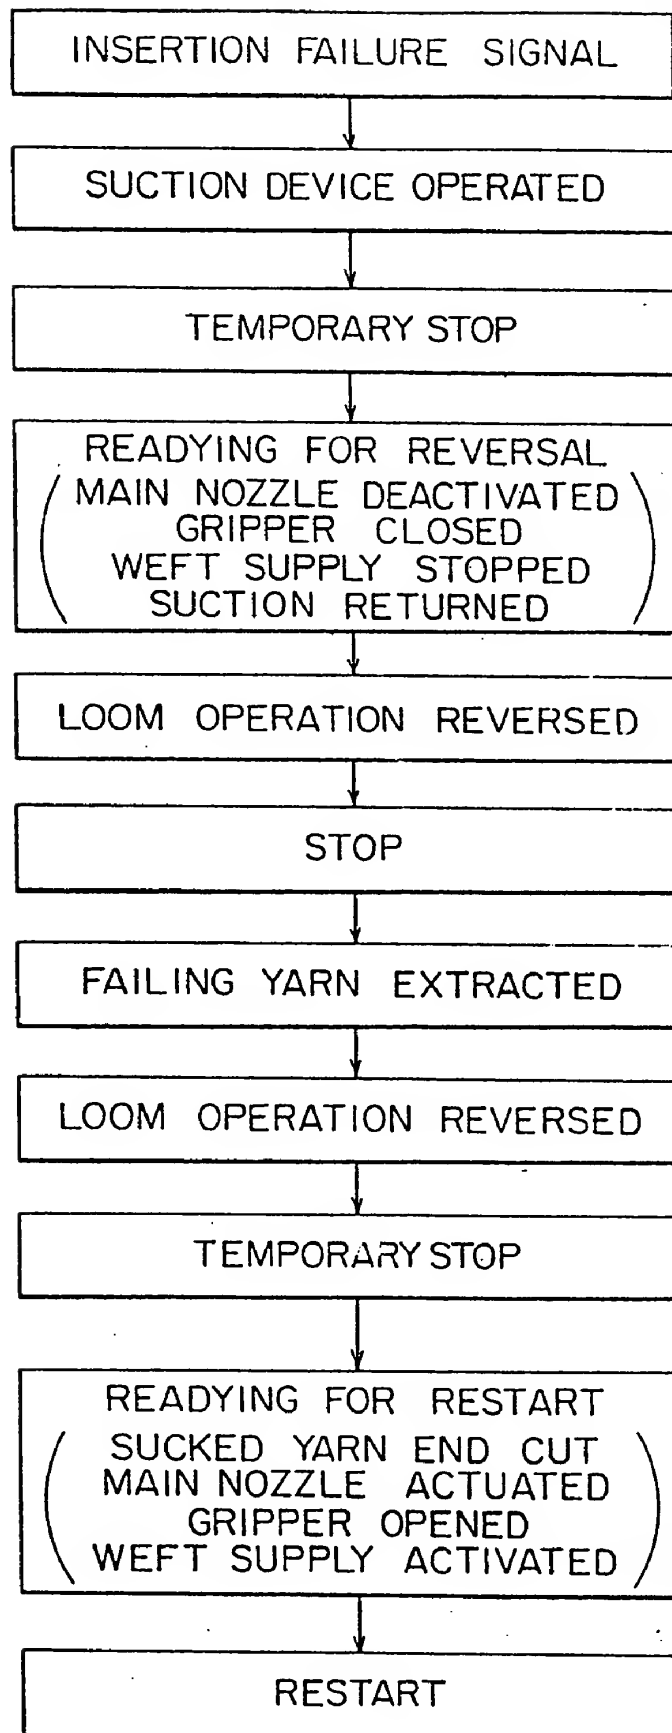 INSERTION FAILURE SIGNAL
SUCTION DEVICE OPERATED
TEMPORARY STOP
READYING FOR REVERSAL
MAIN NOZZLE DEACTIVATED
GRIPPER CLOSED
WEFT SUPPLY STOPPED
SUCTION RETURNED
LOOM OPERATION REVERSED
STOP
FAILING YARN EXTRACTED
LOOM OPERATION REVERSED
TEMPORARY STOP
READYING FOR RESTART
SUCKED YARN END CUT
MAIN NOZZLE ACTUATED
GRIPPER OPENED
WEFT SUPPLY ACTIVATED
RESTART